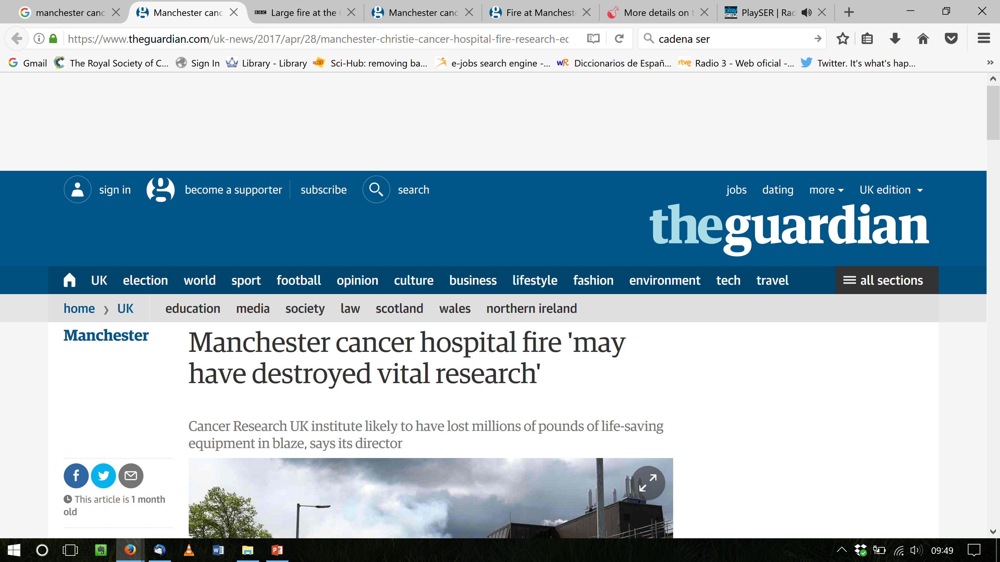 manchester canc
Manchester canc
BBC Large fire at the
Manchester canc
Fire at Manchest
More details on t
PlaySER | Rad
https://www.theguardian.com/uk-news/2017/apr/28/manchester-christie-cancer-hospital-fire-research-ec
cadena ser
Gmail
The Royal Society of C...
Sign In
Library - Library
Sci-Hub: removing ba...
e-jobs search engine -...
WR Diccionarios de Españ...
rtve Radio 3 - Web oficial -...
Twitter. It's what's hap...
sign in
become a supporter
subscribe
search
jobs
dating
more
UK edition
theguardian
UK election world sport football opinion culture business lifestyle fashion environment tech travel
all sections
home › UK
education media society law scotland wales northern ireland
Manchester
Manchester cancer hospital fire 'may
have destroyed vital research'
Cancer Research UK institute likely to have lost millions of pounds of life-saving
equipment in blaze, says its director
This article is 1 month
old
09:49